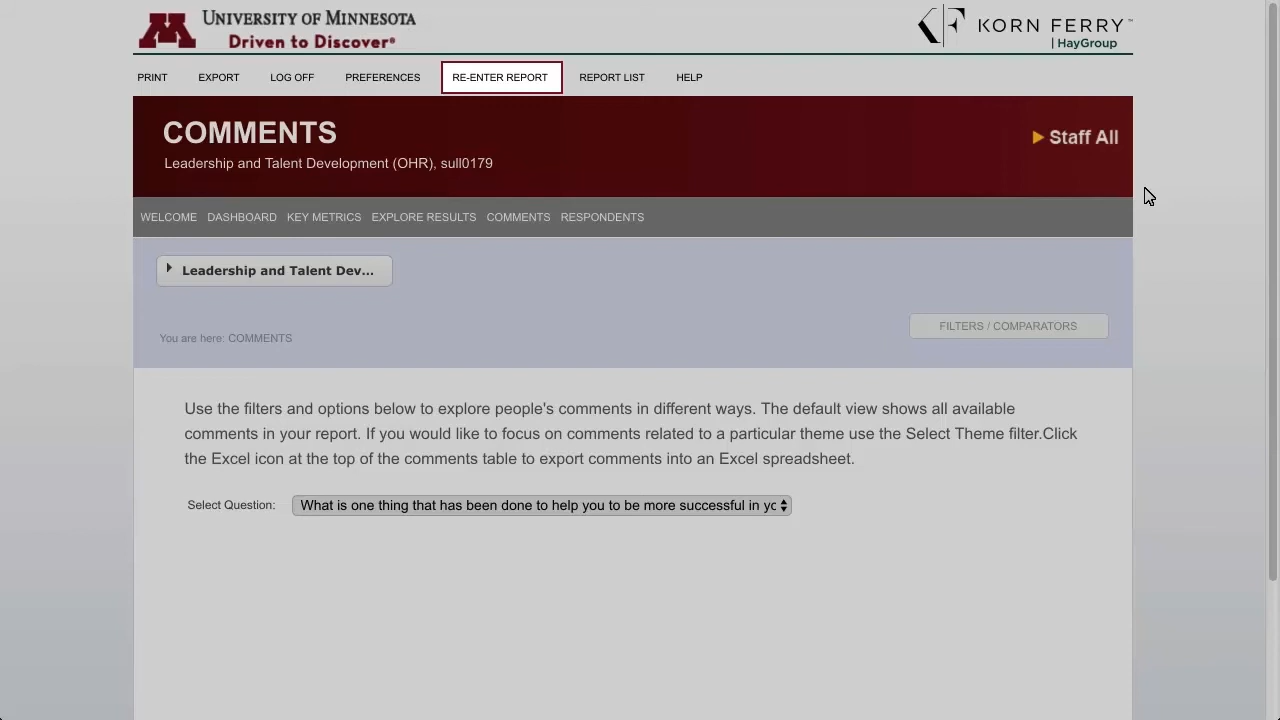 UNIVERSITY OF MINNESOTA
Driven to Discover®
KORN FERRY™
| HayGroup
PRINT EXPORT LOG OFF PREFERENCES RE-ENTER REPORT REPORT LIST HELP
COMMENTS
Staff All
Leadership and Talent Development (OHR), sull0179
WELCOME DASHBOARD KEY METRICS EXPLORE RESULTS COMMENTS RESPONDENTS
Leadership and Talent Dev...
FILTERS / COMPARATORS
You are here: COMMENTS
Use the filters and options below to explore people's comments in different ways. The default view shows all available
comments in your report. If you would like to focus on comments related to a particular theme use the Select Theme filter.Click
the Excel icon at the top of the comments table to export comments into an Excel spreadsheet.
Select Question: What is one thing that has been done to help you to be more successful in yo